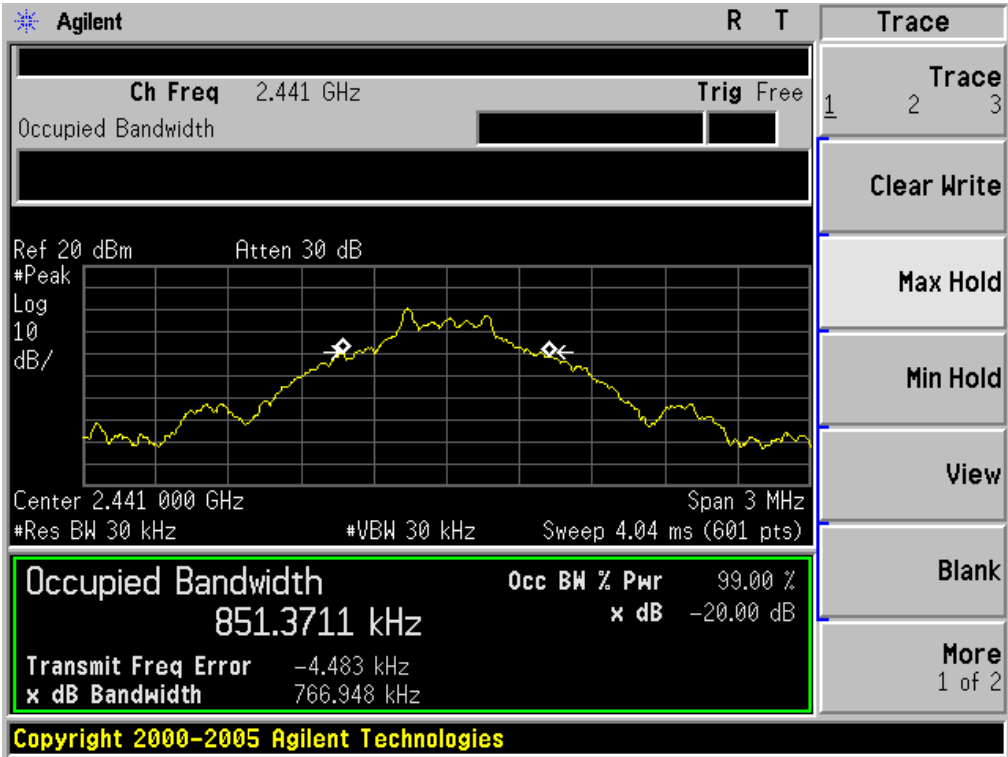 Agilent R T
Ch Freq 2.441 GHz Trig Free
Occupied Bandwidth
Ref 20 dBm Atten 30 dB
#Peak
Log
10
dB/
Center 2.441 000 GHz Span 3 MHz
#Res BW 30 kHz #VBW 30 kHz Sweep 4.04 ms (601 pts)
Occupied Bandwidth Occ BW % Pwr 99.00 %
851.3711 kHz x dB -20.00 dB
Transmit Freq Error -4.483 kHz
x dB Bandwidth 766.948 kHz
Copyright 2000-2005 Agilent Technologies
Trace
Trace
1 2 3
Clear Write
Max Hold
Min Hold
View
Blank
More
1 of 2